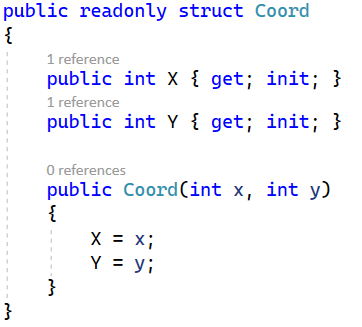 public readonly struct Coord
{
1 reference
public int X { get; init; }
1 reference
public int Y { get; init; }
0 references
public Coord(int x, int y)
{
X = x;
Y = y;
}
}